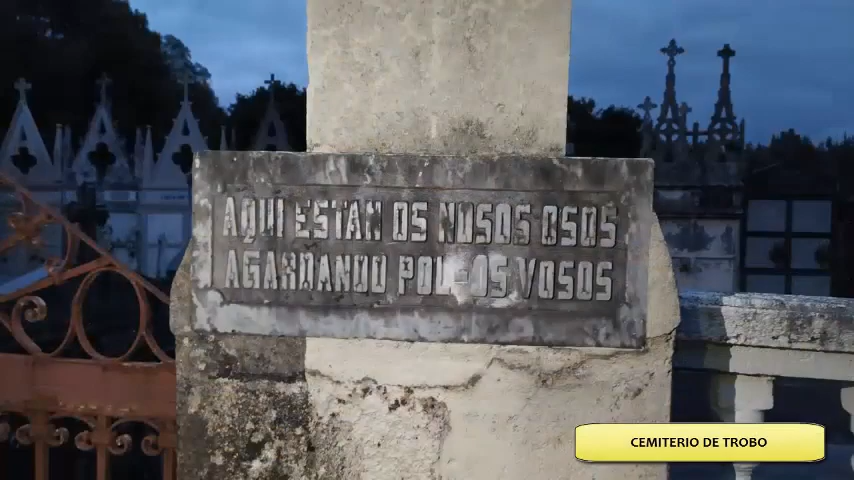 AQUI ESTAN OS NOSOS OSOS
AGARDANDO POL-OS VOSOS
CEMITERIO DE TROBO